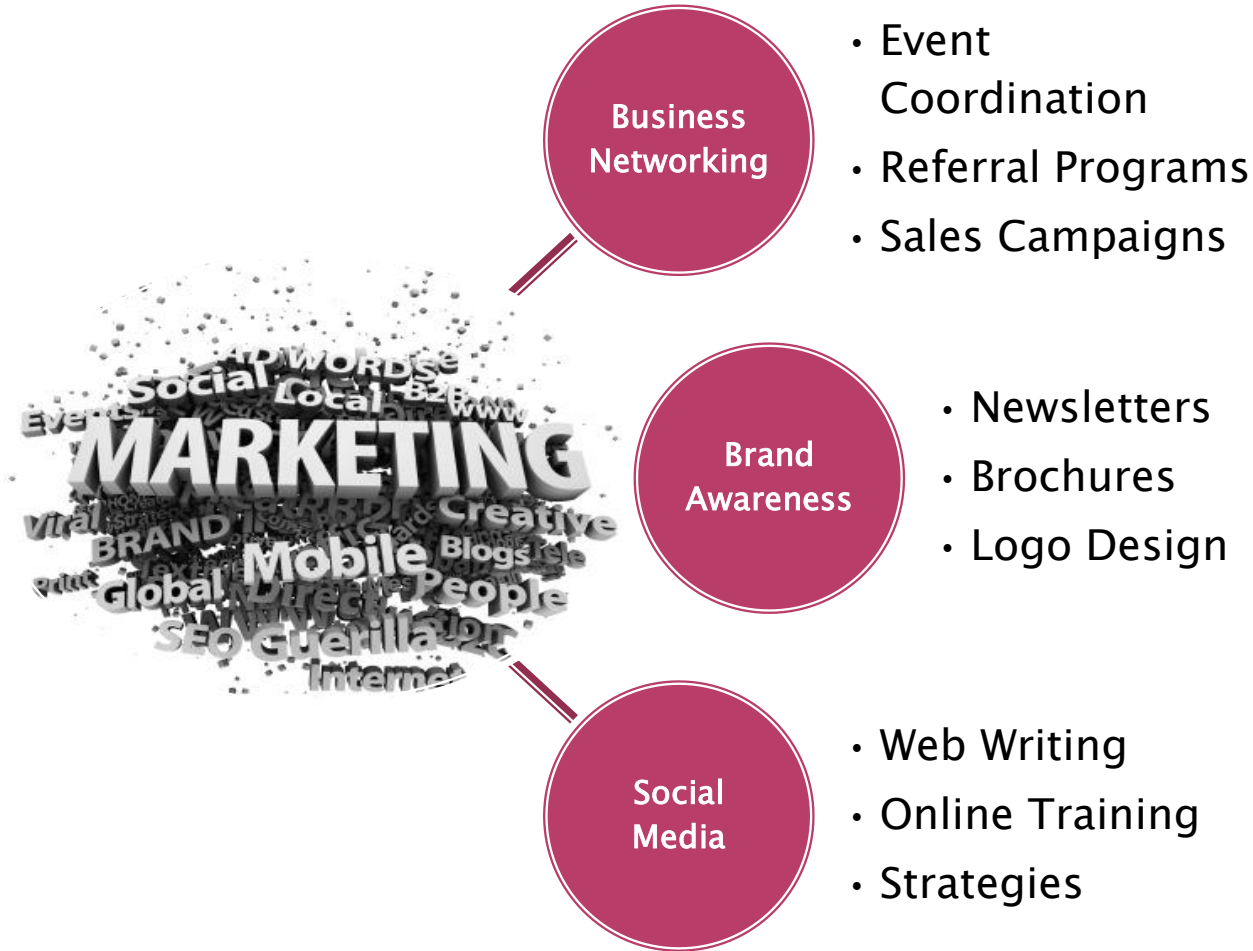 Business
Networking
• Event
Coordination
• Referral Programs
• Sales Campaigns
ADWORDS
Social
Local
B2B
www
Events
MARKETING
Viral
BRAND
Creative
Mobile
Blogs
Print
Global
Direct
People
SEO
Guerilla
Internet
Brand
Awareness
• Newsletters
• Brochures
• Logo Design
Social
Media
• Web Writing
• Online Training
• Strategies